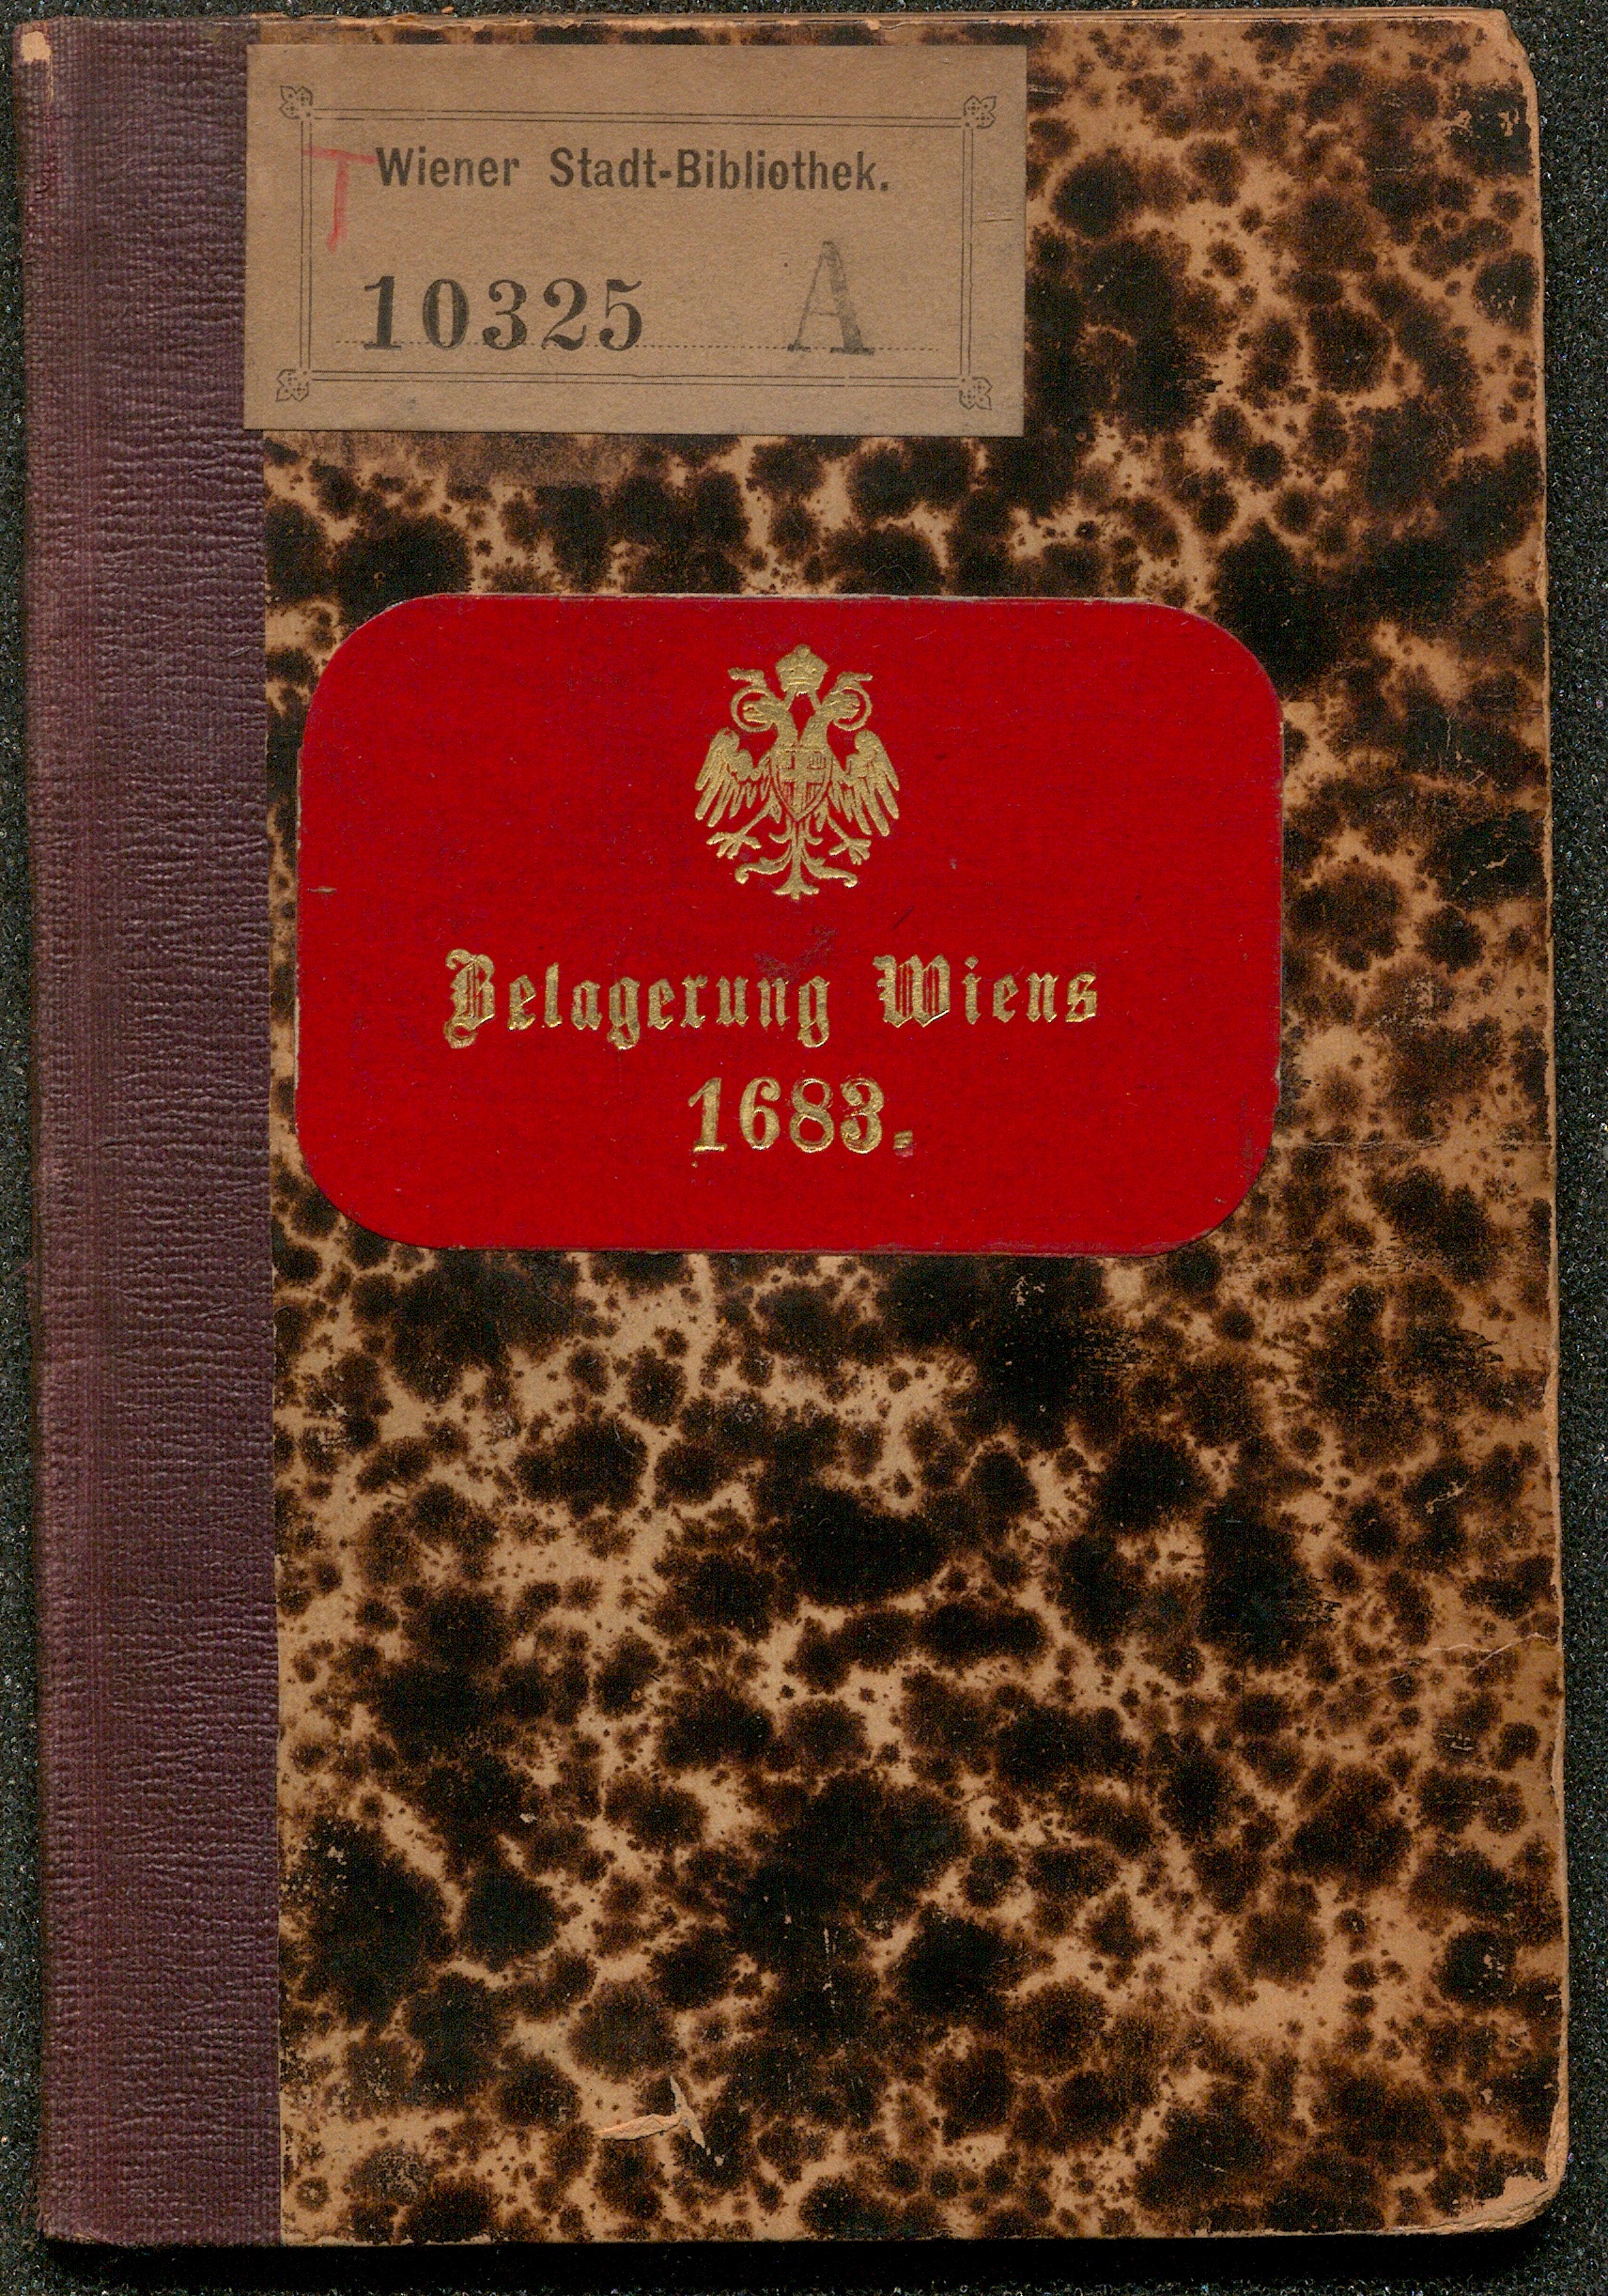 T Wiener Stadt-Bibliothek.
10325 A
Belagerung Wiens
1683.